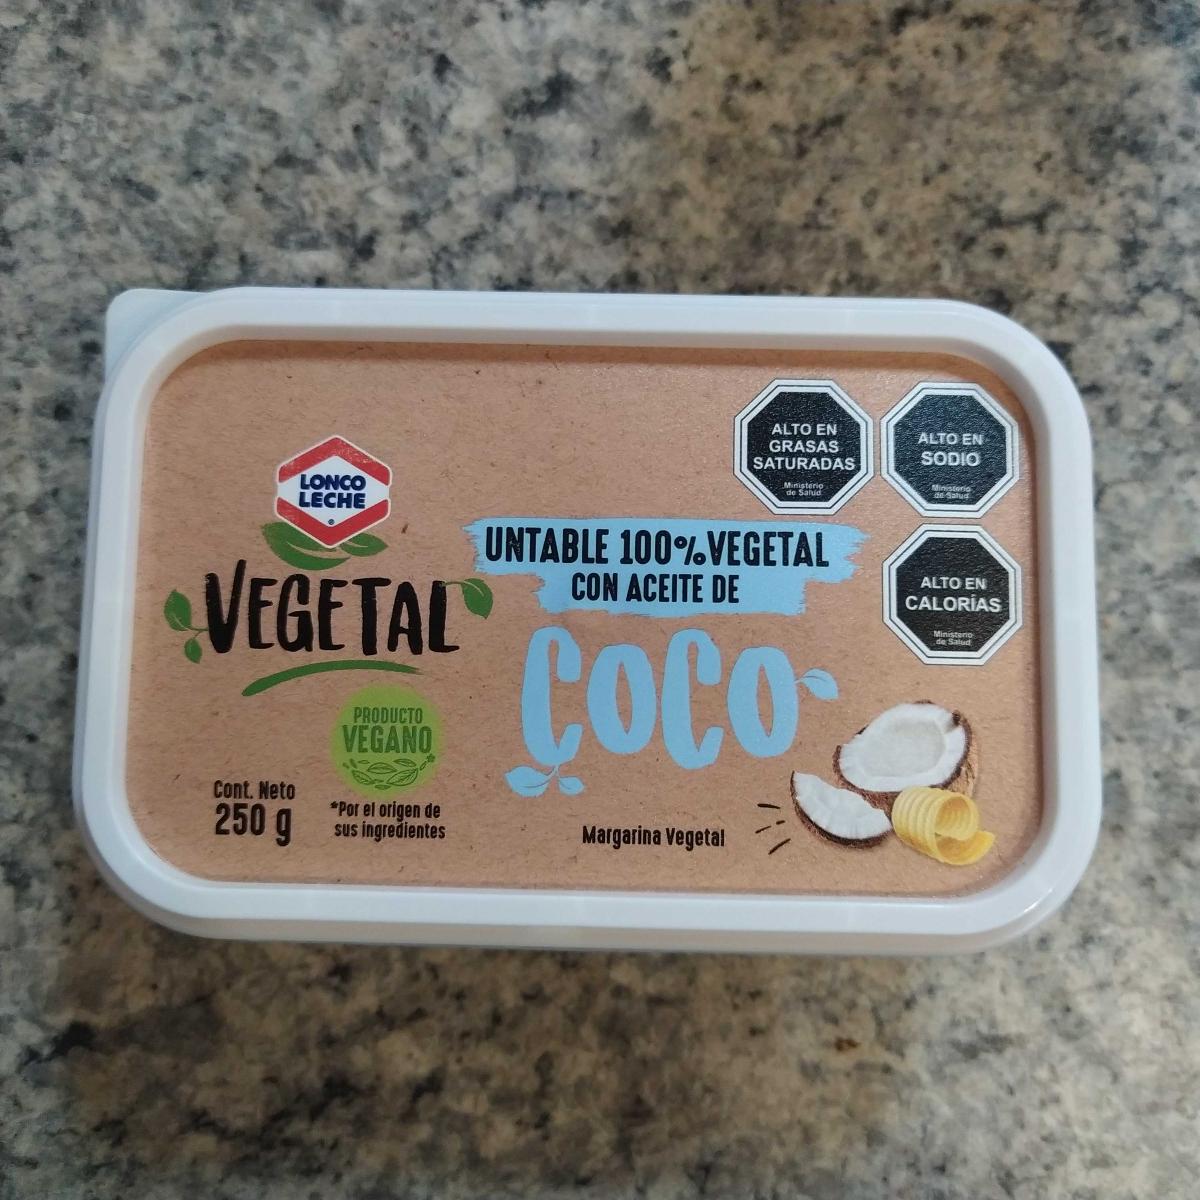 LONCO
LECHE
®
VEGETAL
PRODUCTO
VEGANO
Cont. Neto
250 g
*Por el origen de
sus ingredientes
UNTABLE 100% VEGETAL
CON ACEITE DE
COCO
Margarina Vegetal
ALTO EN
GRASAS
SATURADAS
Ministerio
de Salud
ALTO EN
SODIO
Ministerio
de Salud
ALTO EN
CALORÍAS
Ministerio
de Salud